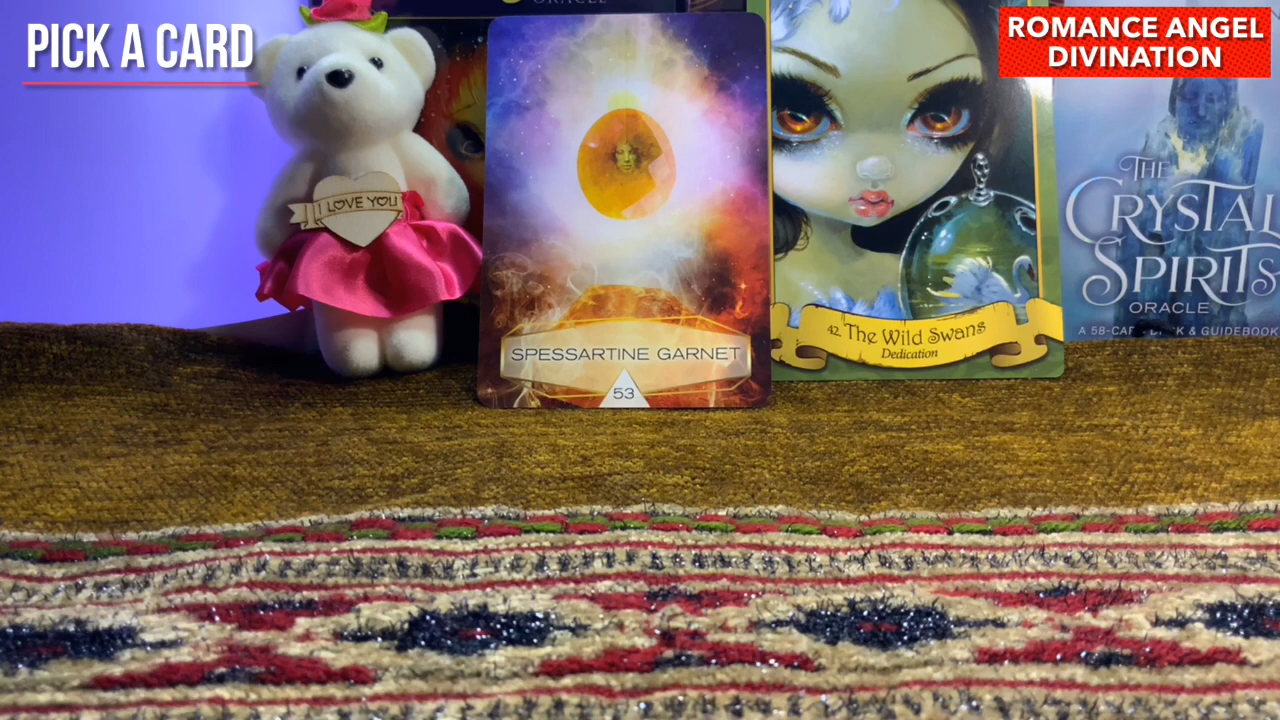 PICK A CARD
ORACLE
ROMANCE ANGEL
DIVINATION
I LOVE YOU
SPESSARTINE GARNET
53
42. The Wild Swans
Dedication
THE
CRYSTAL
SPIRITS
ORACLE
A 58-CARD DECK & GUIDEBOOK